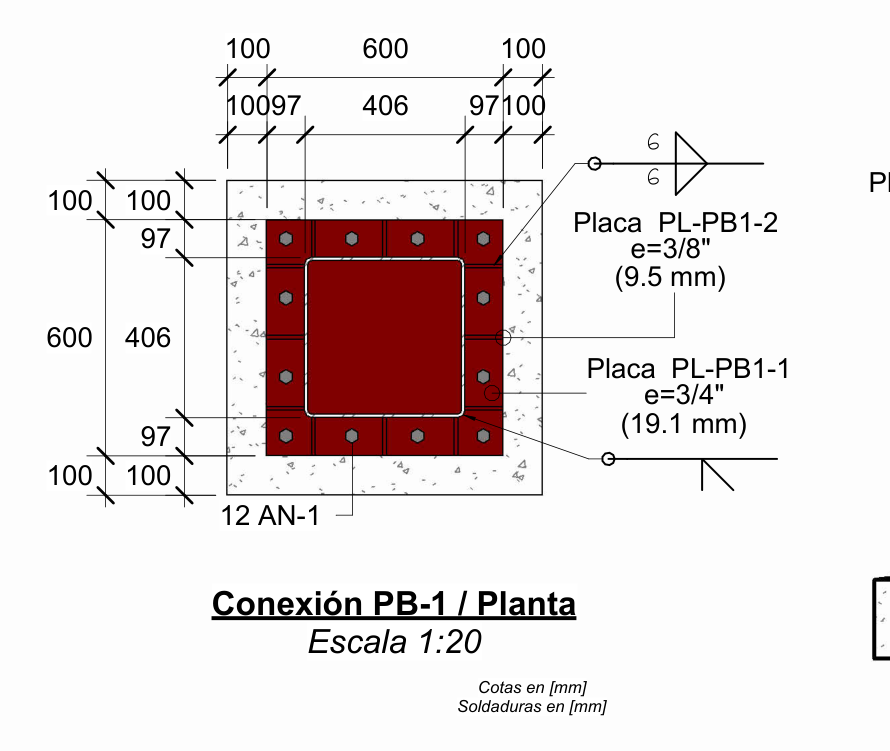 100 600 100
100 97 406 97 100
6
6
Pl
100 100
97
Placa PL-PB1-2
e=3/8"
(9.5 mm)
600 406
Placa PL-PB1-1
e=3/4"
(19.1 mm)
97
100 100
12 AN-1
Conexión PB-1 / Planta
Escala 1:20
Cotas en [mm]
Soldaduras en [mm]